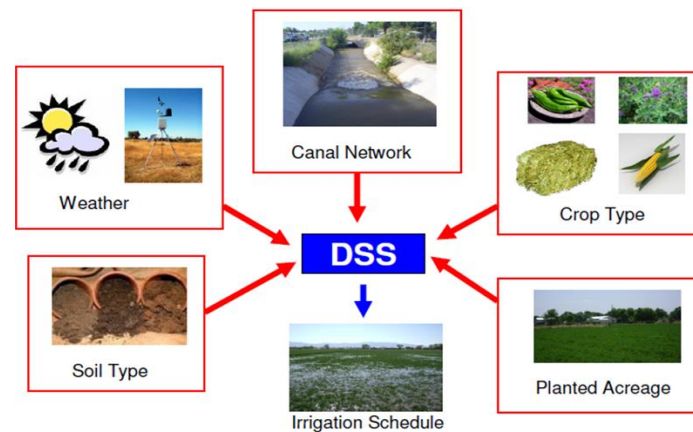 Canal Network
Weather
Crop Type
DSS
Soil Type
Planted Acreage
Irrigation Schedule